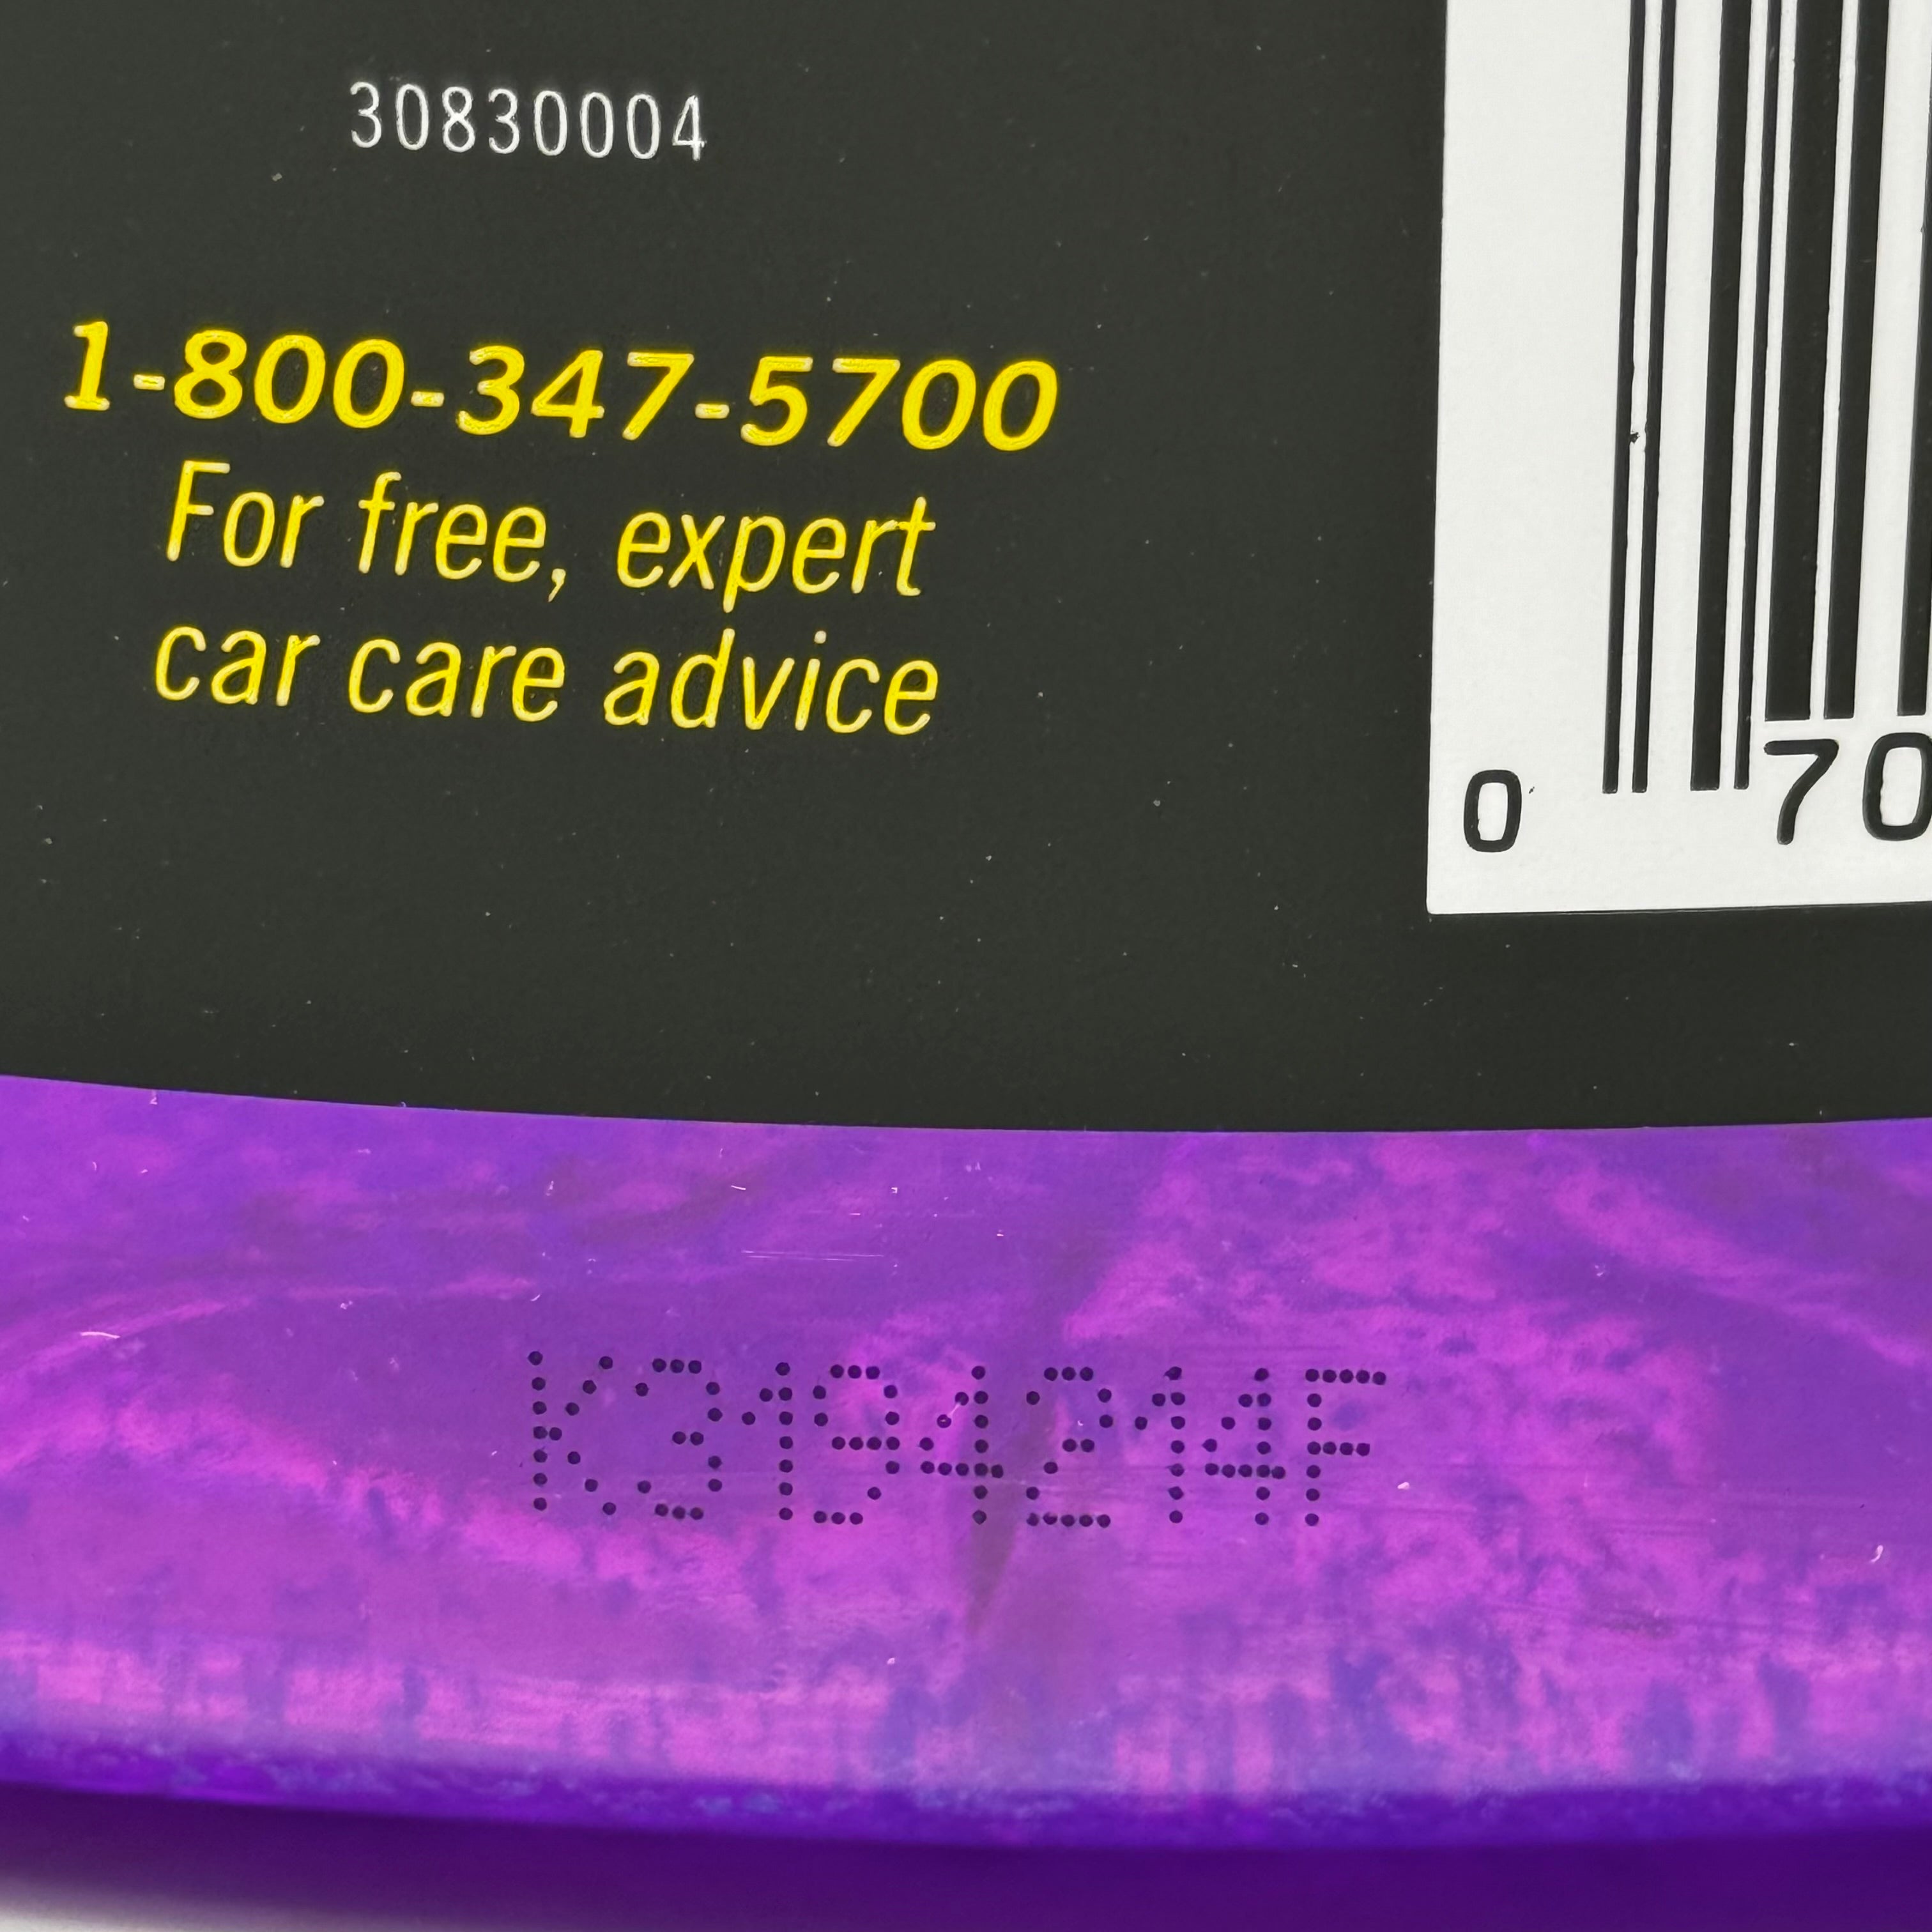 30830004
1-800-347-5700
For free, expert
car care advice
0 70
K3194214F